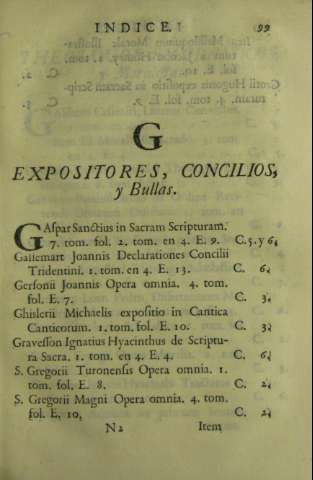 INDICE.
99
G
EXPOSITORES, CONCILIOS,
y Bullas.
GAspar Sanctius in Sacram Scripturam.
7. tom. fol. 2. tom. en 4. E. 9. C. 5. y 6.
Gallemart Joannis Declarationes Concilii
Tridentini. 1. tom. en 4. E. 13. C. 6.
Gersonii Joannis Opera omnia. 4. tom.
fol. E. 7. C. 3.
Ghislerii Michaelis expositio in Cantica
Canticorum. 1. tom. fol. E. 10. C. 3.
Graveson Ignatius Hyacinthus de Scriptu-
ra Sacra. 1. tom. en 4. E. 4. C. 6.
S. Gregorii Turonensis Opera omnia. 1.
tom. fol. E. 8. C. 2.
S. Gregorii Magni Opera omnia. 4. tom.
fol. E. 10. C. 2.
N2 Item